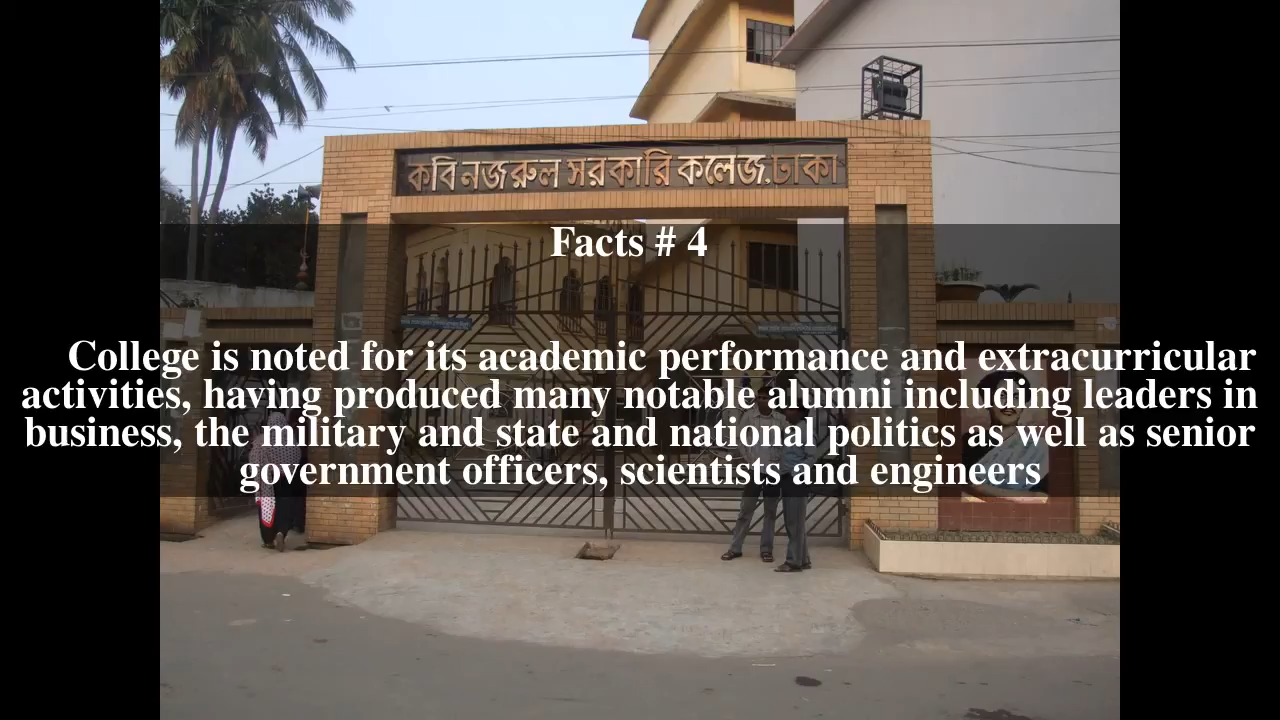 কবি নজরুল সরকারি কলেজ, ঢাকা
Facts # 4
College is noted for its academic performance and extracurricular
activities, having produced many notable alumni including leaders in
business, the military and state and national politics as well as senior
government officers, scientists and engineers